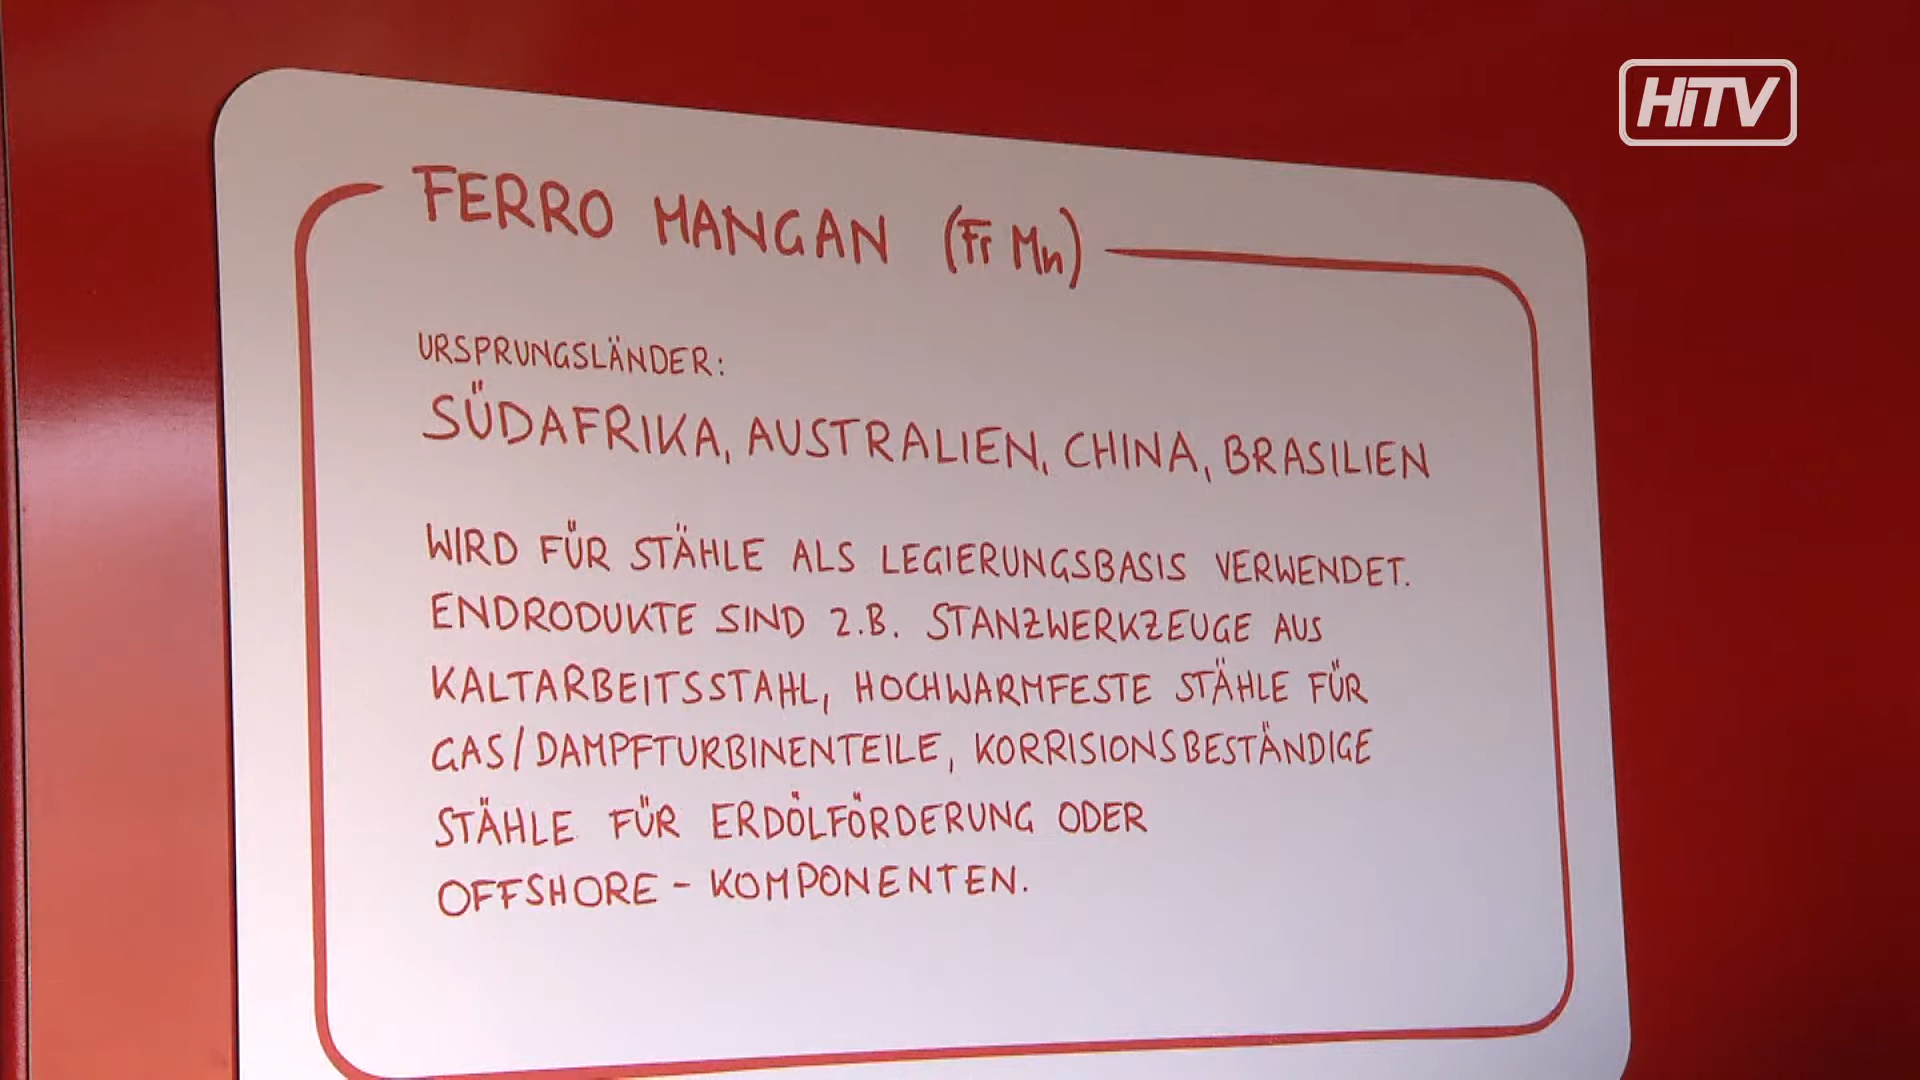 HiTV
FERRO MANGAN (Fr Mn)
URSPRUNGSLÄNDER:
SÜDAFRIKA, AUSTRALIEN, CHINA, BRASILIEN
WIRD FÜR STÄHLE ALS LEGIERUNGSBASIS VERWENDET.
ENDRODUKTE SIND Z.B. STANZWERKZEUGE AUS
KALTARBEITSSTAHL, HOCHWARMFESTE STÄHLE FÜR
GAS/DAMPFTURBINENTEILE, KORRISIONSBESTÄNDIGE
STÄHLE FÜR ERDÖLFÖRDERUNG ODER
OFFSHORE - KOMPONENTEN.